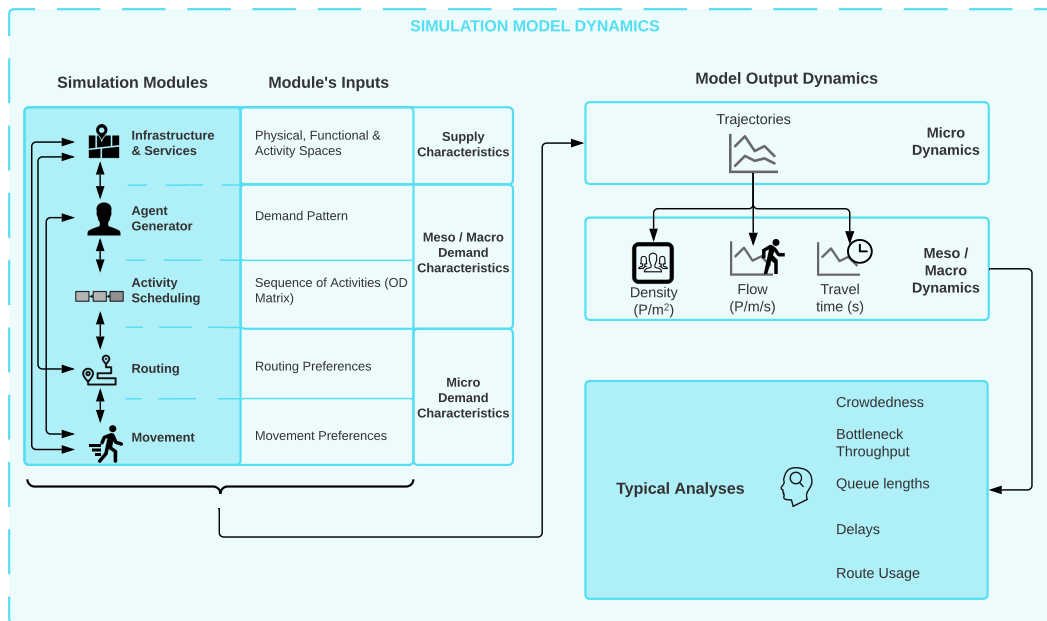 SIMULATION MODEL DYNAMICS
Simulation Modules
Module's Inputs
Infrastructure
& Services
Physical, Functional &
Activity Spaces
Supply
Characteristics
Agent
Generator
Demand Pattern
Meso / Macro
Demand
Characteristics
Activity
Scheduling
Sequence of Activities (OD
Matrix)
Routing
Routing Preferences
Micro
Demand
Characteristics
Movement
Movement Preferences
Model Output Dynamics
Trajectories
Micro
Dynamics
Density
(P/m²)
Flow
(P/m/s)
Travel
time (s)
Meso /
Macro
Dynamics
Typical Analyses
Crowdedness
Bottleneck
Throughput
Queue lengths
Delays
Route Usage